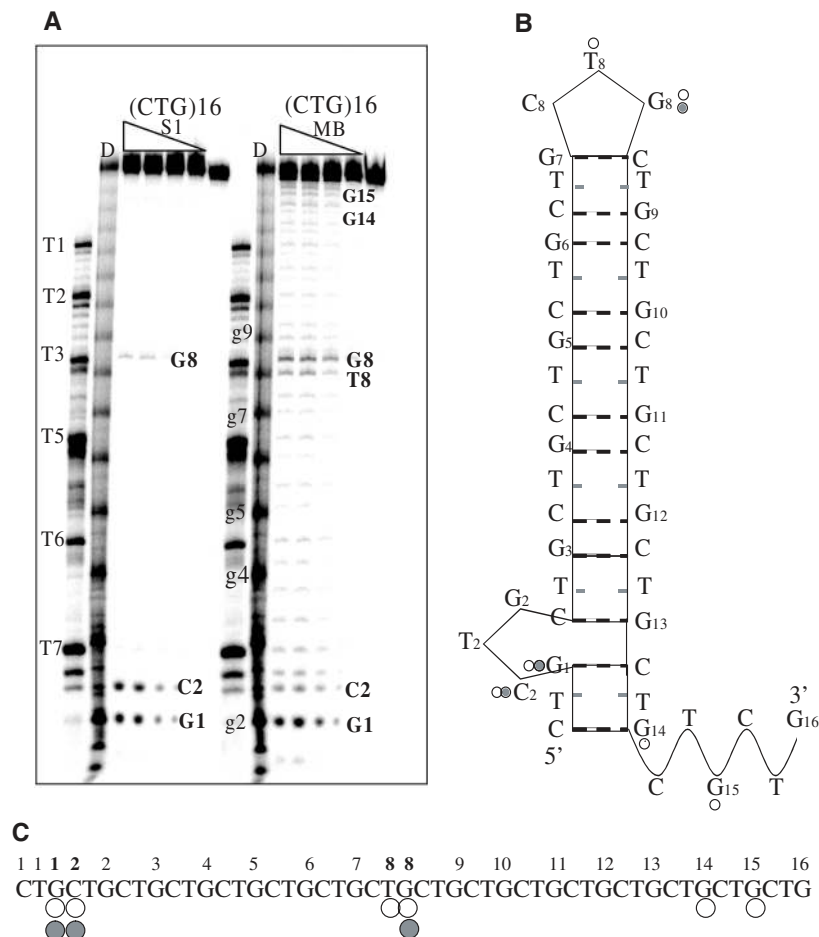 A
(CTG)16
S1
D
(CTG)16
MB
D
G15
G14
T1
T2
g9
T3
G8
G8
T8
g7
T5
g5
T6
g4
T7
C2
C2
G1
g2
G1
B
T8
C8
G8
G7
C
T
T
C
G9
G6
C
T
T
C
G10
G5
C
T
T
C
G11
G4
C
T
T
C
G12
G3
C
T
T
G2
C
G13
T2
G1
C
C2
T
T
C
G14
5'
T
C
3'
G16
C
G15
T
C
1 1 1 2 2 3 4 5 6 7 8 8 9 10 11 12 13 14 15 16
CTGCTGCTGCTGCTGCTGCTGCTGCTGCTGCTGCTGCTGCTGCTGCTG